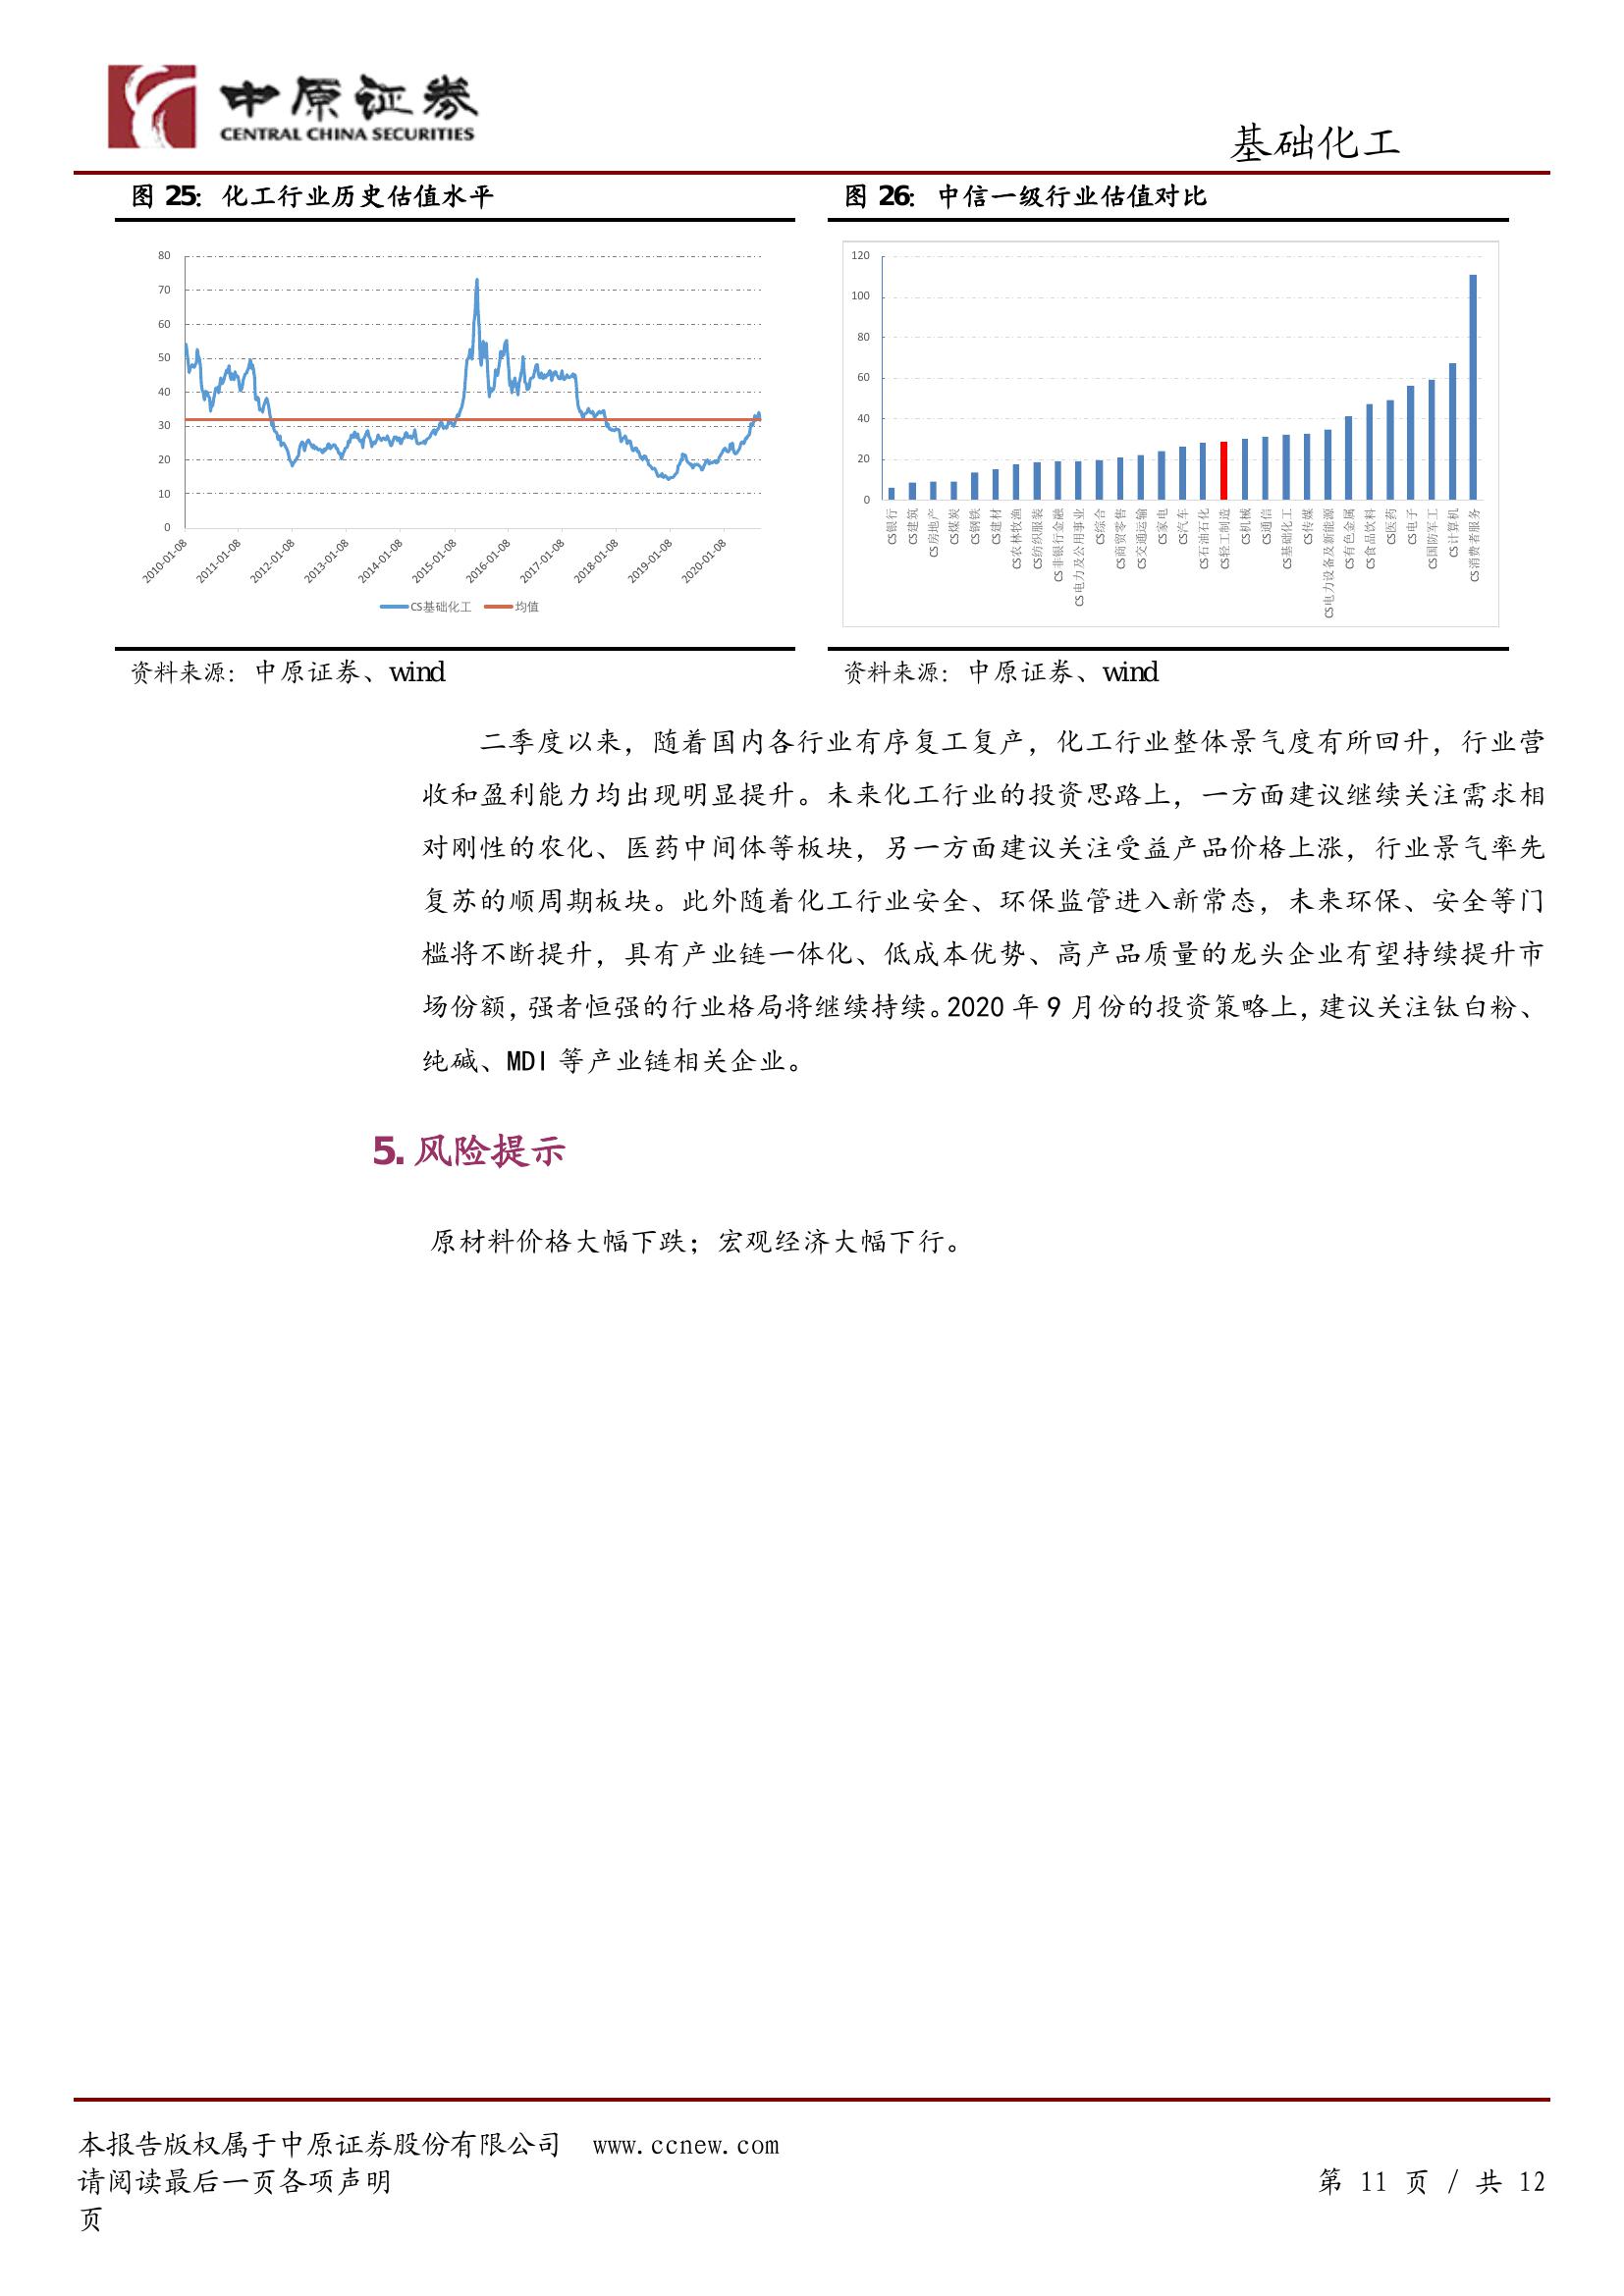 中原证券
CENTRAL CHINA SECURITIES
基础化工
图 25：化工行业历史估值水平
80
70
60
50
40
30
20
10
0
2010-01-08
2011-01-08
2012-01-08
2013-01-08
2014-01-08
2015-01-08
2016-01-08
2017-01-08
2018-01-08
2019-01-08
2020-01-08
CS基础化工
均值
资料来源：中原证券、wind
图 26：中信一级行业估值对比
120
100
80
60
40
20
0
CS银行
CS建筑
CS房地产
CS煤炭
CS钢铁
CS建材
CS农林牧渔
CS纺织服装
CS非银行金融
CS电力及公用事业
CS综合
CS商贸零售
CS交通运输
CS家电
CS汽车
CS石油石化
CS轻工制造
CS机械
CS通信
CS基础化工
CS传媒
CS电力设备及新能源
CS有色金属
CS食品饮料
CS医药
CS电子
CS国防军工
CS计算机
CS消费者服务
资料来源：中原证券、wind
二季度以来，随着国内各行业有序复工复产，化工行业整体景气度有所回升，行业营
收和盈利能力均出现明显提升。未来化工行业的投资思路上，一方面建议继续关注需求相
对刚性的农化、医药中间体等板块，另一方面建议关注受益产品价格上涨，行业景气率先
复苏的顺周期板块。此外随着化工行业安全、环保监管进入新常态，未来环保、安全等门
槛将不断提升，具有产业链一体化、低成本优势、高产品质量的龙头企业有望持续提升市
场份额，强者恒强的行业格局将继续持续。2020 年 9 月份的投资策略上，建议关注钛白粉、
纯碱、MDI 等产业链相关企业。
5. 风险提示
原材料价格大幅下跌；宏观经济大幅下行。
本报告版权属于中原证券股份有限公司 www.ccnew.com
请阅读最后一页各项声明 第 11 页 / 共 12
页